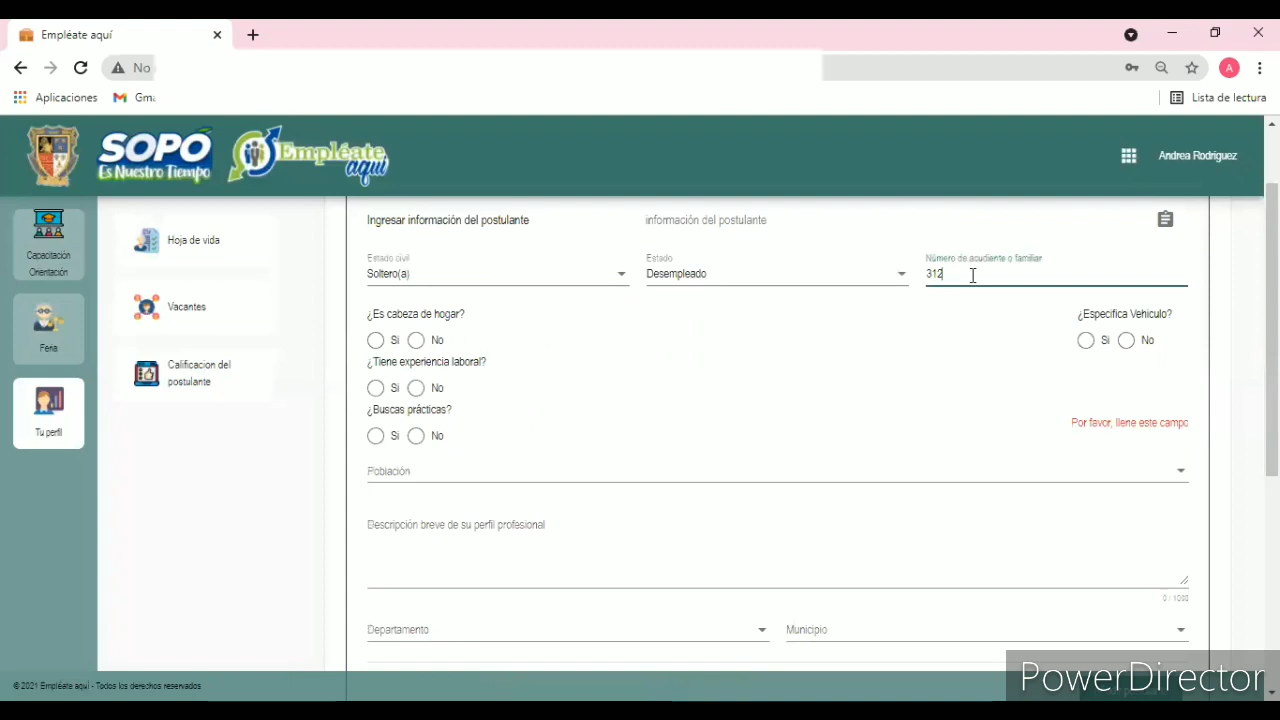 Empléate aquí
No
Aplicaciones
Lista de lectura
A
SOPÓ
Es Nuestro Tiempo
Empléate
aquí
Andrea Rodriguez
Capacitación
Orientación
Feria
Tu perfil
Hoja de vida
Vacantes
Calificacion del
postulante
Ingresar información del postulante
información del postulante
Estado civil
Soltero(a)
Estado
Desempleado
Número de acudiente o familiar
312
¿Es cabeza de hogar?
Si No
¿Especifica Vehiculo?
Si No
¿Tiene experiencia laboral?
Si No
¿Buscas prácticas?
Si No
Por favor, llene este campo
Población
Descripción breve de su perfil profesional
Departamento
Municipio
© 2021 Empléate aquí - Todos los derechos reservados
PowerDirector